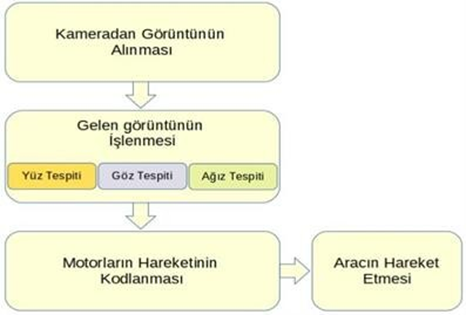 Kameradan Görüntünün
Alınması
Gelen görüntünün
İşlenmesi
Yüz Tespiti
Göz Tespiti
Ağız Tespiti
Motorların Hareketinin
Kodlanması
Aracın Hareket
Etmesi